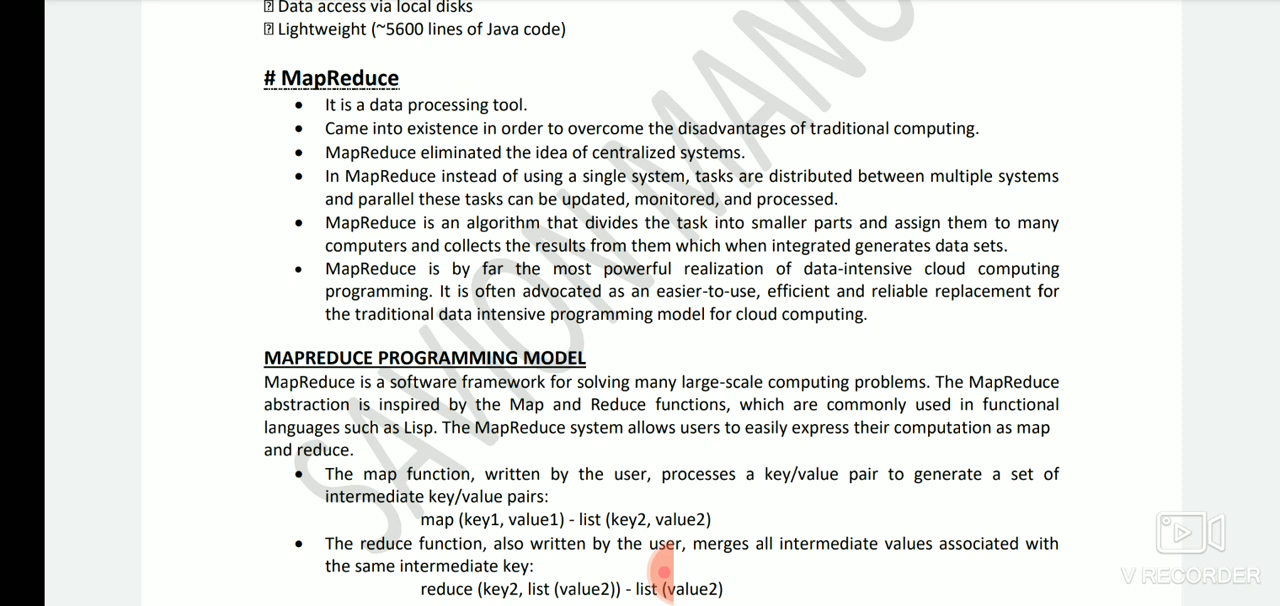 ⍰ Data access via local disks
⍰ Lightweight (~5600 lines of Java code)
# MapReduce
• It is a data processing tool.
• Came into existence in order to overcome the disadvantages of traditional computing.
• MapReduce eliminated the idea of centralized systems.
• In MapReduce instead of using a single system, tasks are distributed between multiple systems
and parallel these tasks can be updated, monitored, and processed.
• MapReduce is an algorithm that divides the task into smaller parts and assign them to many
computers and collects the results from them which when integrated generates data sets.
• MapReduce is by far the most powerful realization of data-intensive cloud computing
programming. It is often advocated as an easier-to-use, efficient and reliable replacement for
the traditional data intensive programming model for cloud computing.
MAPREDUCE PROGRAMMING MODEL
MapReduce is a software framework for solving many large-scale computing problems. The MapReduce
abstraction is inspired by the Map and Reduce functions, which are commonly used in functional
languages such as Lisp. The MapReduce system allows users to easily express their computation as map
and reduce.
• The map function, written by the user, processes a key/value pair to generate a set of
intermediate key/value pairs:
map (key1, value1) - list (key2, value2)
• The reduce function, also written by the user, merges all intermediate values associated with
the same intermediate key:
reduce (key2, list (value2)) - list (value2)
SAVION MANG
V RECORDER